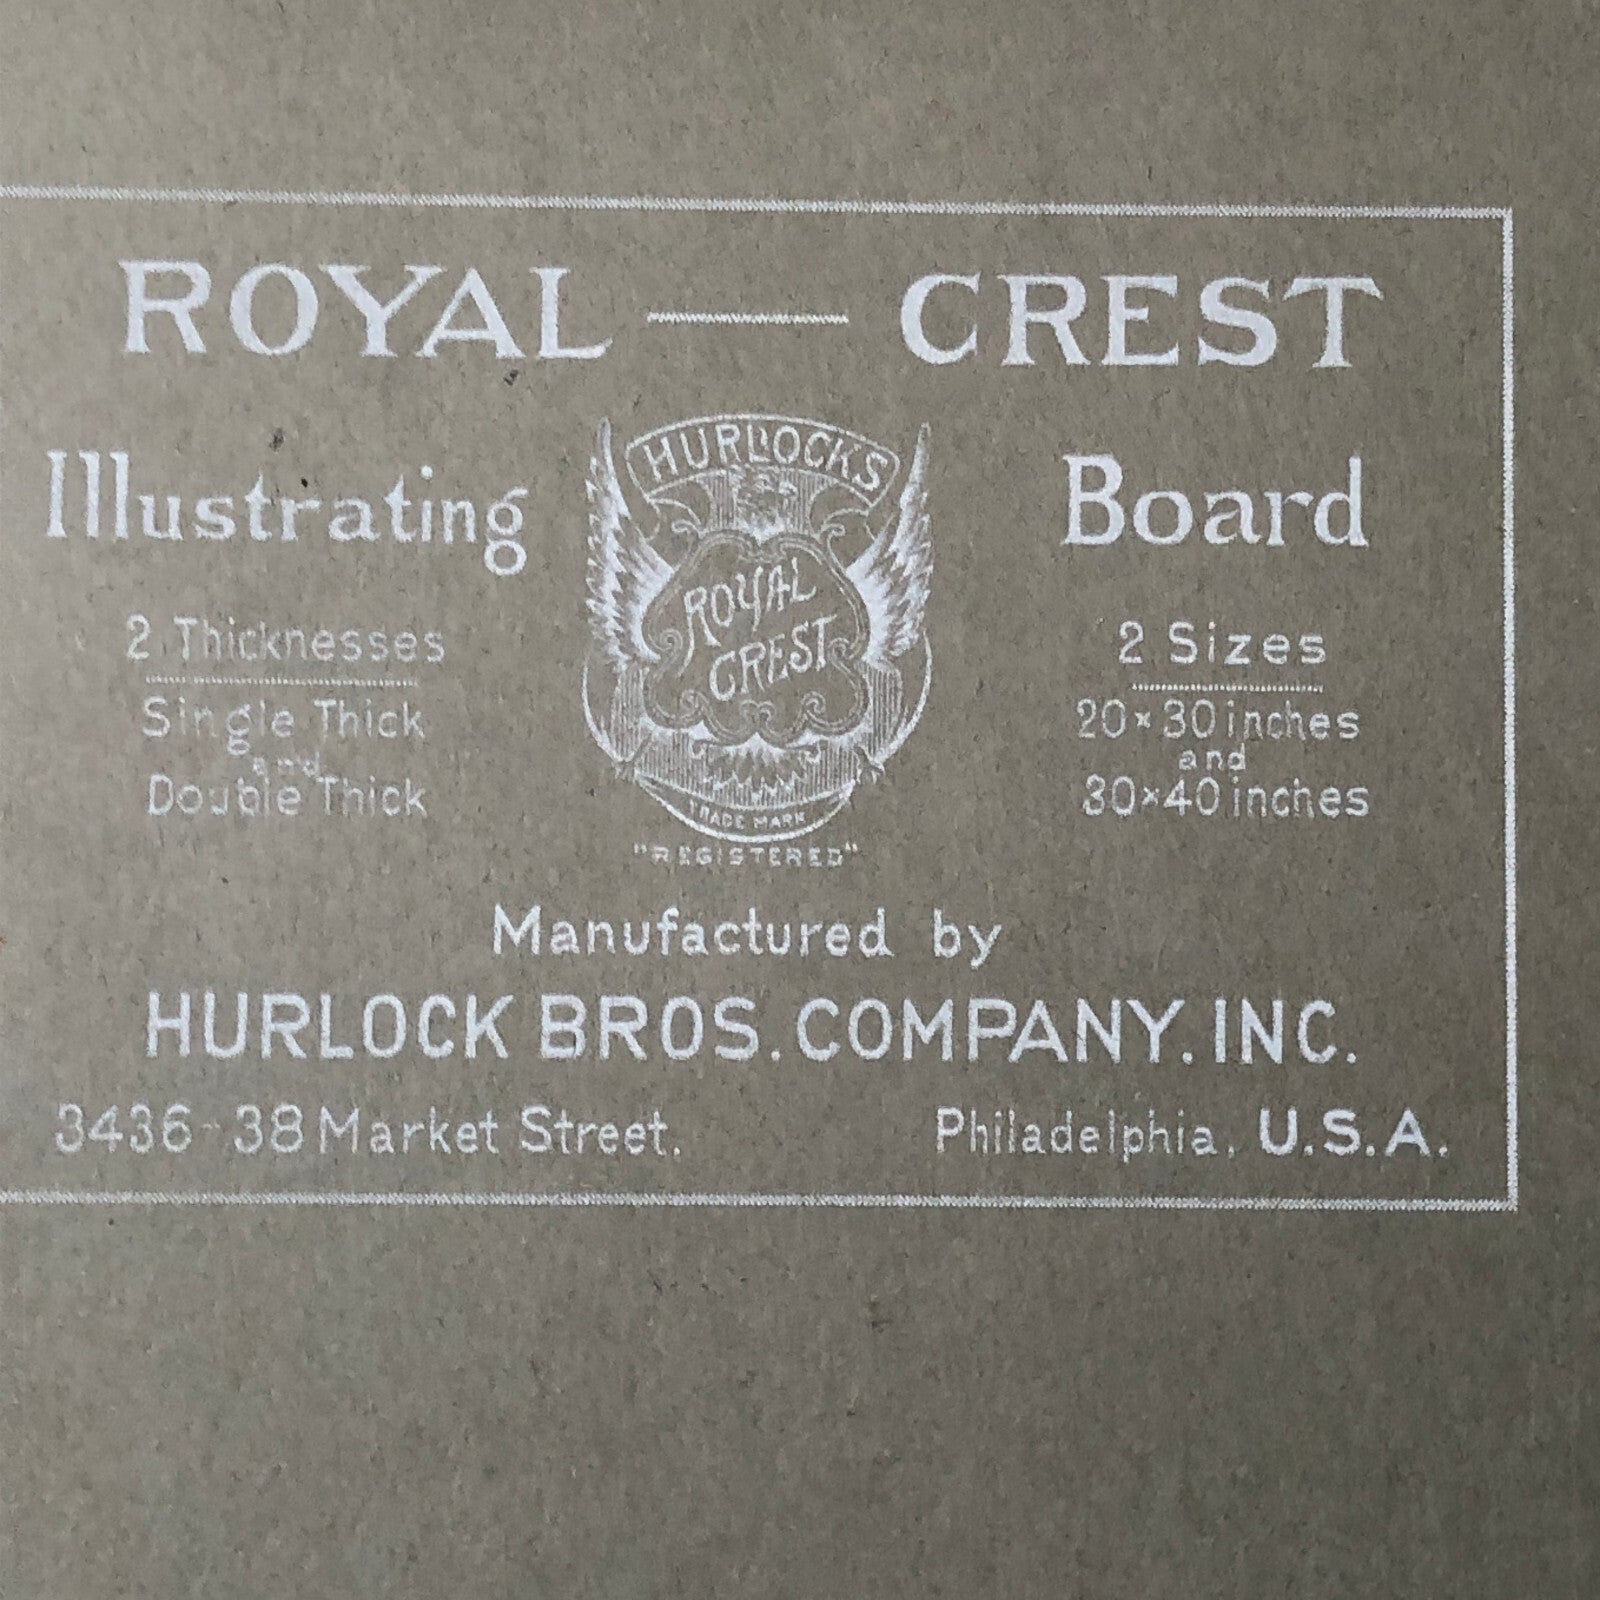 ROYAL — CREST
Illustrating Board
HURLOCKS
ROYAL
CREST
TRADE MARK
"REGISTERED"
2 Thicknesses
Single Thick
and
Double Thick
2 Sizes
20×30 inches
and
30×40 inches
Manufactured by
HURLOCK BROS. COMPANY. INC.
3436-38 Market Street. Philadelphia. U.S.A.